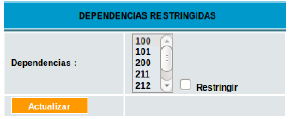 DEPENDENCIAS RESTRINGIDAS
Dependencias :
100
101
200
211
212
Restringir
Actualizar